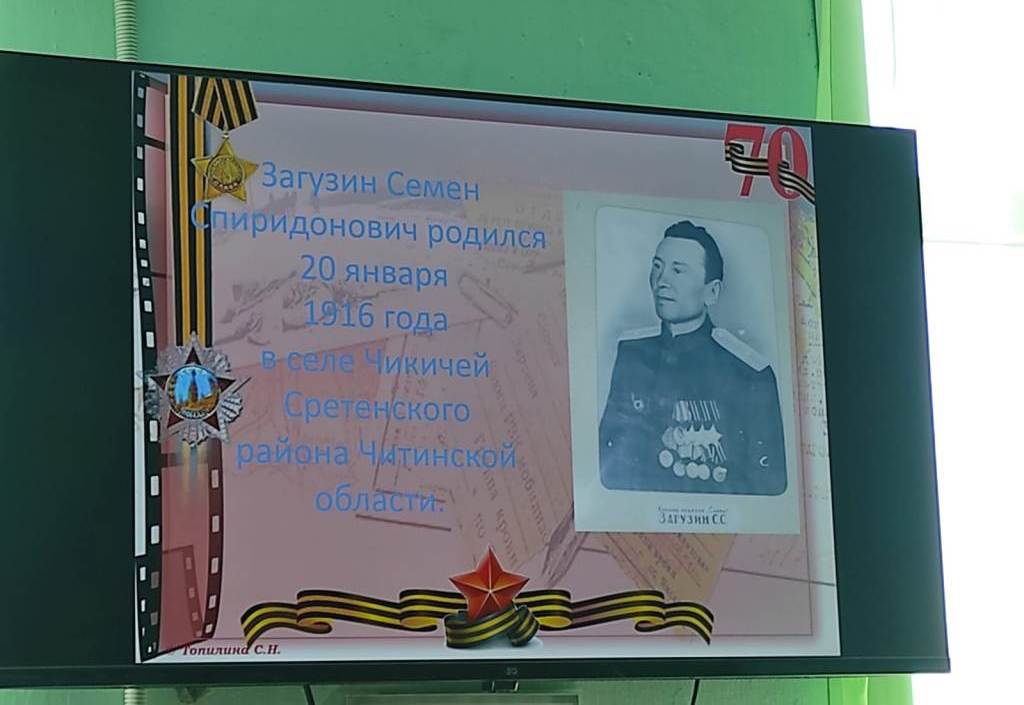 70
Загузин Семен
Спиридонович родился
20 января
1916 года
в селе Чикичей
Сретенского
района Читинской
области.
ЗАГУЗИН С.С.
Топилина С.Н.